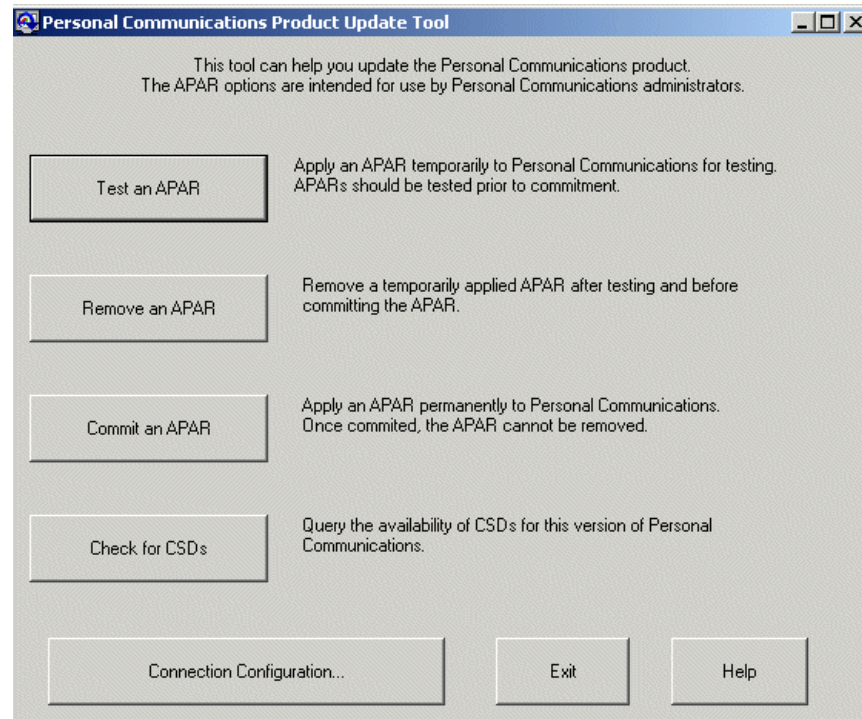 Personal Communications Product Update Tool
This tool can help you update the Personal Communications product.
The APAR options are intended for use by Personal Communications administrators.
Test an APAR
Apply an APAR temporarily to Personal Communications for testing.
APARs should be tested prior to commitment.
Remove an APAR
Remove a temporarily applied APAR after testing and before
committing the APAR.
Commit an APAR
Apply an APAR permanently to Personal Communications.
Once commited, the APAR cannot be removed.
Check for CSDs
Query the availability of CSDs for this version of Personal
Communications.
Connection Configuration...
Exit
Help